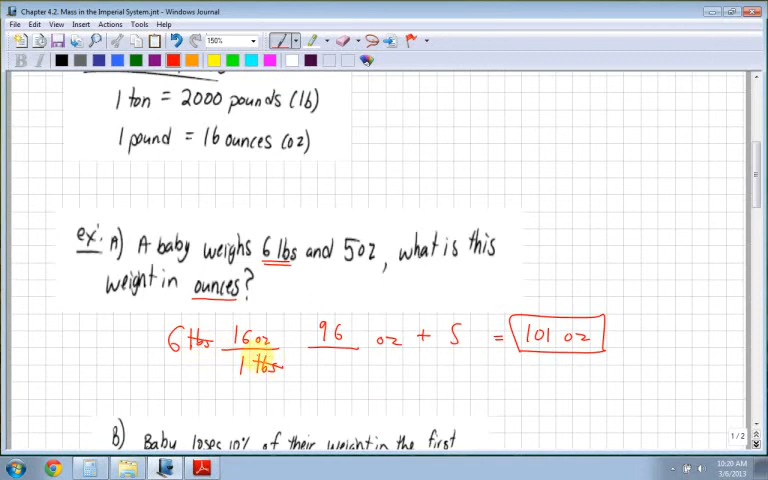 Chapter 4.2. Mass in the Imperial System.jnt - Windows Journal
File Edit View Insert Actions Tools Help
150%
B I
1 ton = 2000 pounds (lb)
1 pound = 16 ounces (oz)
ex: A) A baby weighs 6 lbs and 5oz, what is this
weight in ounces?
6 lbs 16 oz 96 oz + 5 = 101 oz
1 lbs
B) Baby loses 10% of their weight in the first
1 / 2
10:20 AM
3/6/2013